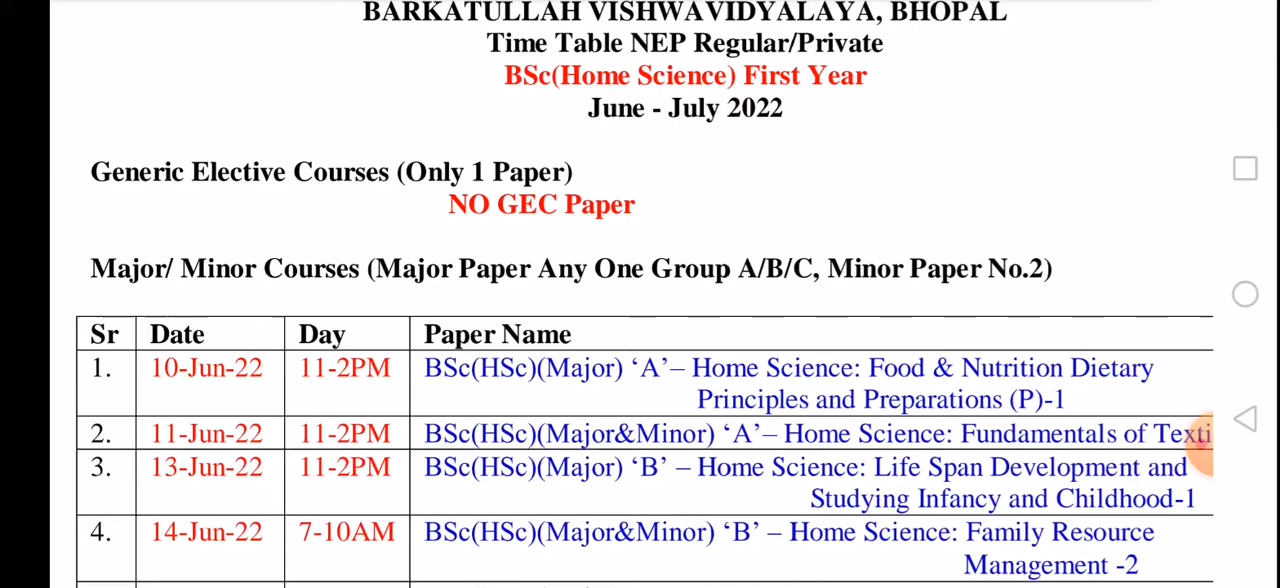 BARKATULLAH VISHWAVIDYALAYA, BHOPAL
Time Table NEP Regular/Private
BSc(Home Science) First Year
June - July 2022
Generic Elective Courses (Only 1 Paper)
NO GEC Paper
Major/ Minor Courses (Major Paper Any One Group A/B/C, Minor Paper No.2)
Sr Date Day Paper Name
1. 10-Jun-22 11-2PM BSc(HSc)(Major) ‘A’– Home Science: Food & Nutrition Dietary
Principles and Preparations (P)-1
2. 11-Jun-22 11-2PM BSc(HSc)(Major&Minor) ‘A’– Home Science: Fundamentals of Texti
3. 13-Jun-22 11-2PM BSc(HSc)(Major) ‘B’ – Home Science: Life Span Development and
Studying Infancy and Childhood-1
4. 14-Jun-22 7-10AM BSc(HSc)(Major&Minor) ‘B’ – Home Science: Family Resource
Management -2